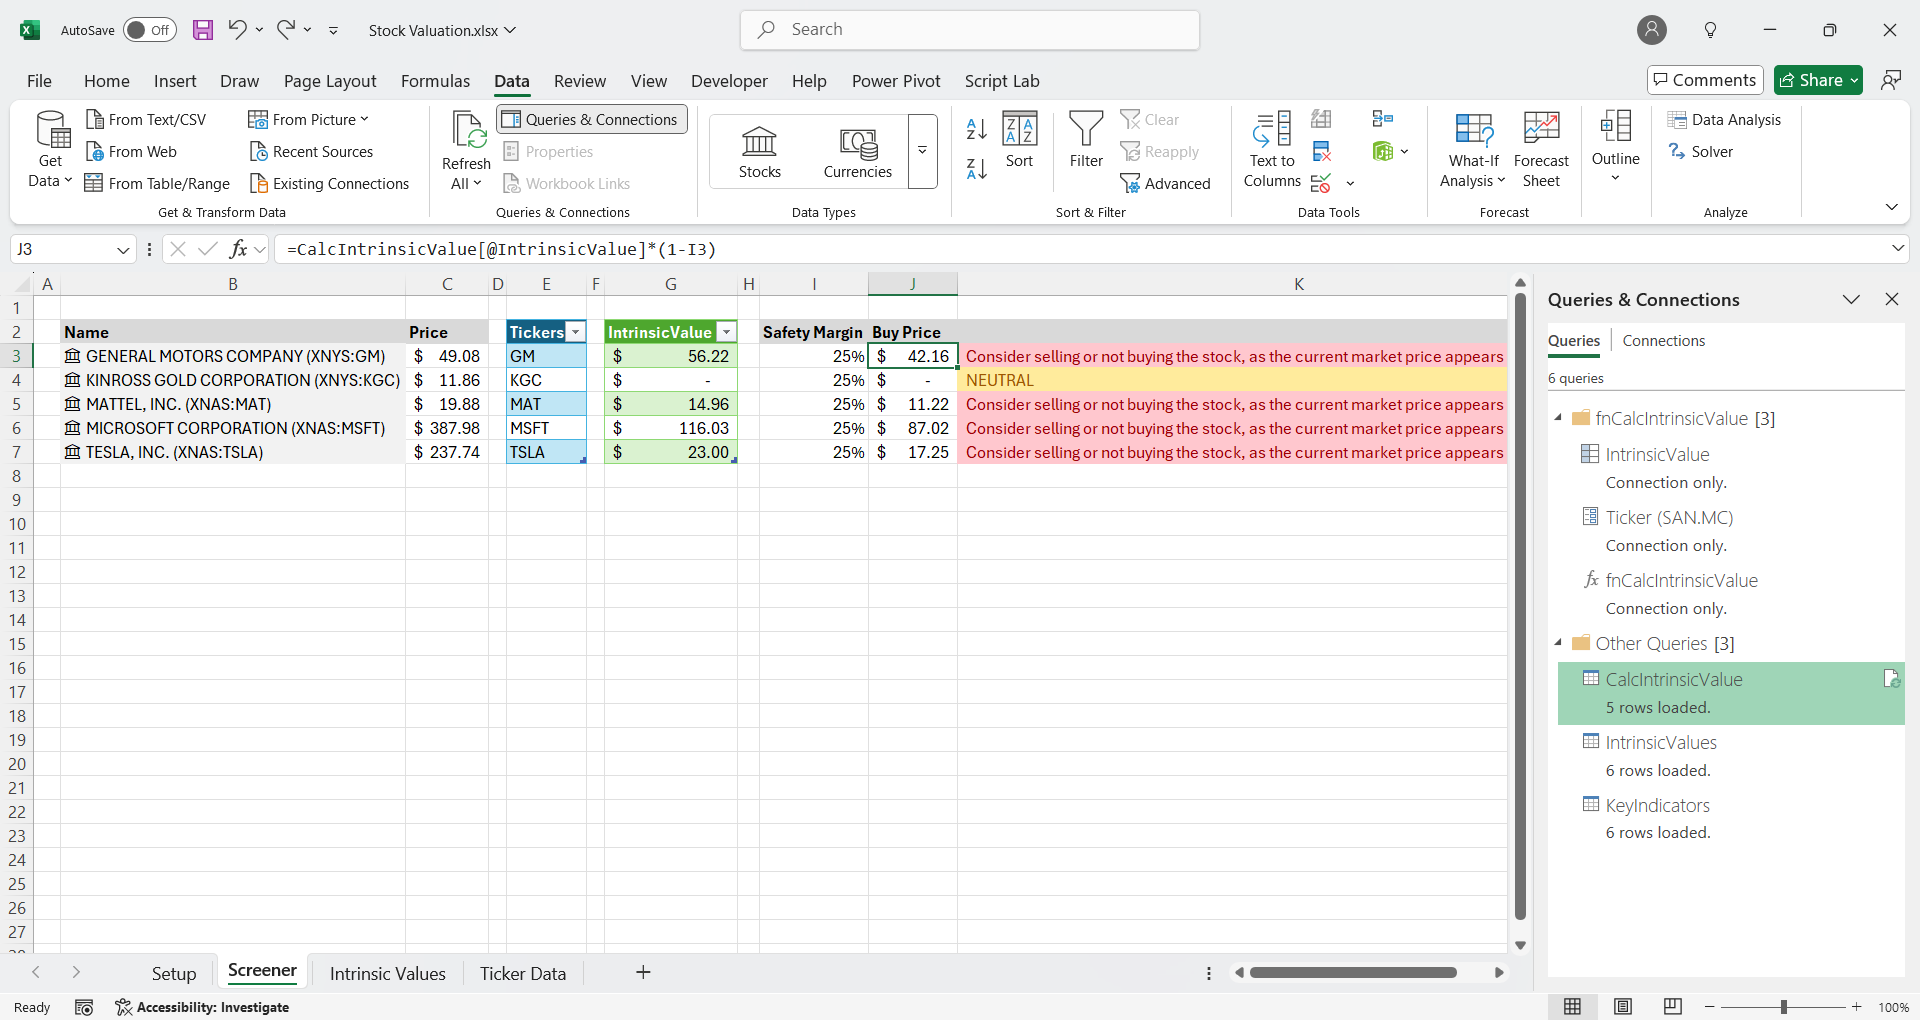 AutoSave Off Stock Valuation.xlsx Search
File Home Insert Draw Page Layout Formulas Data Review View Developer Help Power Pivot Script Lab Comments Share
Get Data
From Text/CSV
From Web
From Table/Range
From Picture
Recent Sources
Existing Connections
Get & Transform Data
Refresh All
Queries & Connections
Properties
Workbook Links
Queries & Connections
Stocks Currencies
Data Types
Sort
Filter
Clear
Reapply
Advanced
Sort & Filter
Text to Columns
Data Tools
What-If Analysis
Forecast Sheet
Forecast
Outline
Data Analysis
Solver
Analyze
J3 fx =CalcIntrinsicValue[@IntrinsicValue]*(1-I3)
A B C D E F G H I J K
1
2 Name Price Tickers IntrinsicValue Safety Margin Buy Price
3 GENERAL MOTORS COMPANY (XNYS:GM) $ 49.08 GM $ 56.22 25% $ 42.16 Consider selling or not buying the stock, as the current market price appears
4 KINROSS GOLD CORPORATION (XNYS:KGC) $ 11.86 KGC $ - 25% $ - NEUTRAL
5 MATTEL, INC. (XNAS:MAT) $ 19.88 MAT $ 14.96 25% $ 11.22 Consider selling or not buying the stock, as the current market price appears
6 MICROSOFT CORPORATION (XNAS:MSFT) $ 387.98 MSFT $ 116.03 25% $ 87.02 Consider selling or not buying the stock, as the current market price appears
7 TESLA, INC. (XNAS:TSLA) $ 237.74 TSLA $ 23.00 25% $ 17.25 Consider selling or not buying the stock, as the current market price appears
8
9
10
11
12
13
14
15
16
17
18
19
20
21
22
23
24
25
26
27
Queries & Connections
Queries Connections
6 queries
fnCalcIntrinsicValue [3]
IntrinsicValue
Connection only.
Ticker (SAN.MC)
Connection only.
fx fnCalcIntrinsicValue
Connection only.
Other Queries [3]
CalcIntrinsicValue
5 rows loaded.
IntrinsicValues
6 rows loaded.
KeyIndicators
6 rows loaded.
Setup Screener Intrinsic Values Ticker Data
Ready Accessibility: Investigate 100%